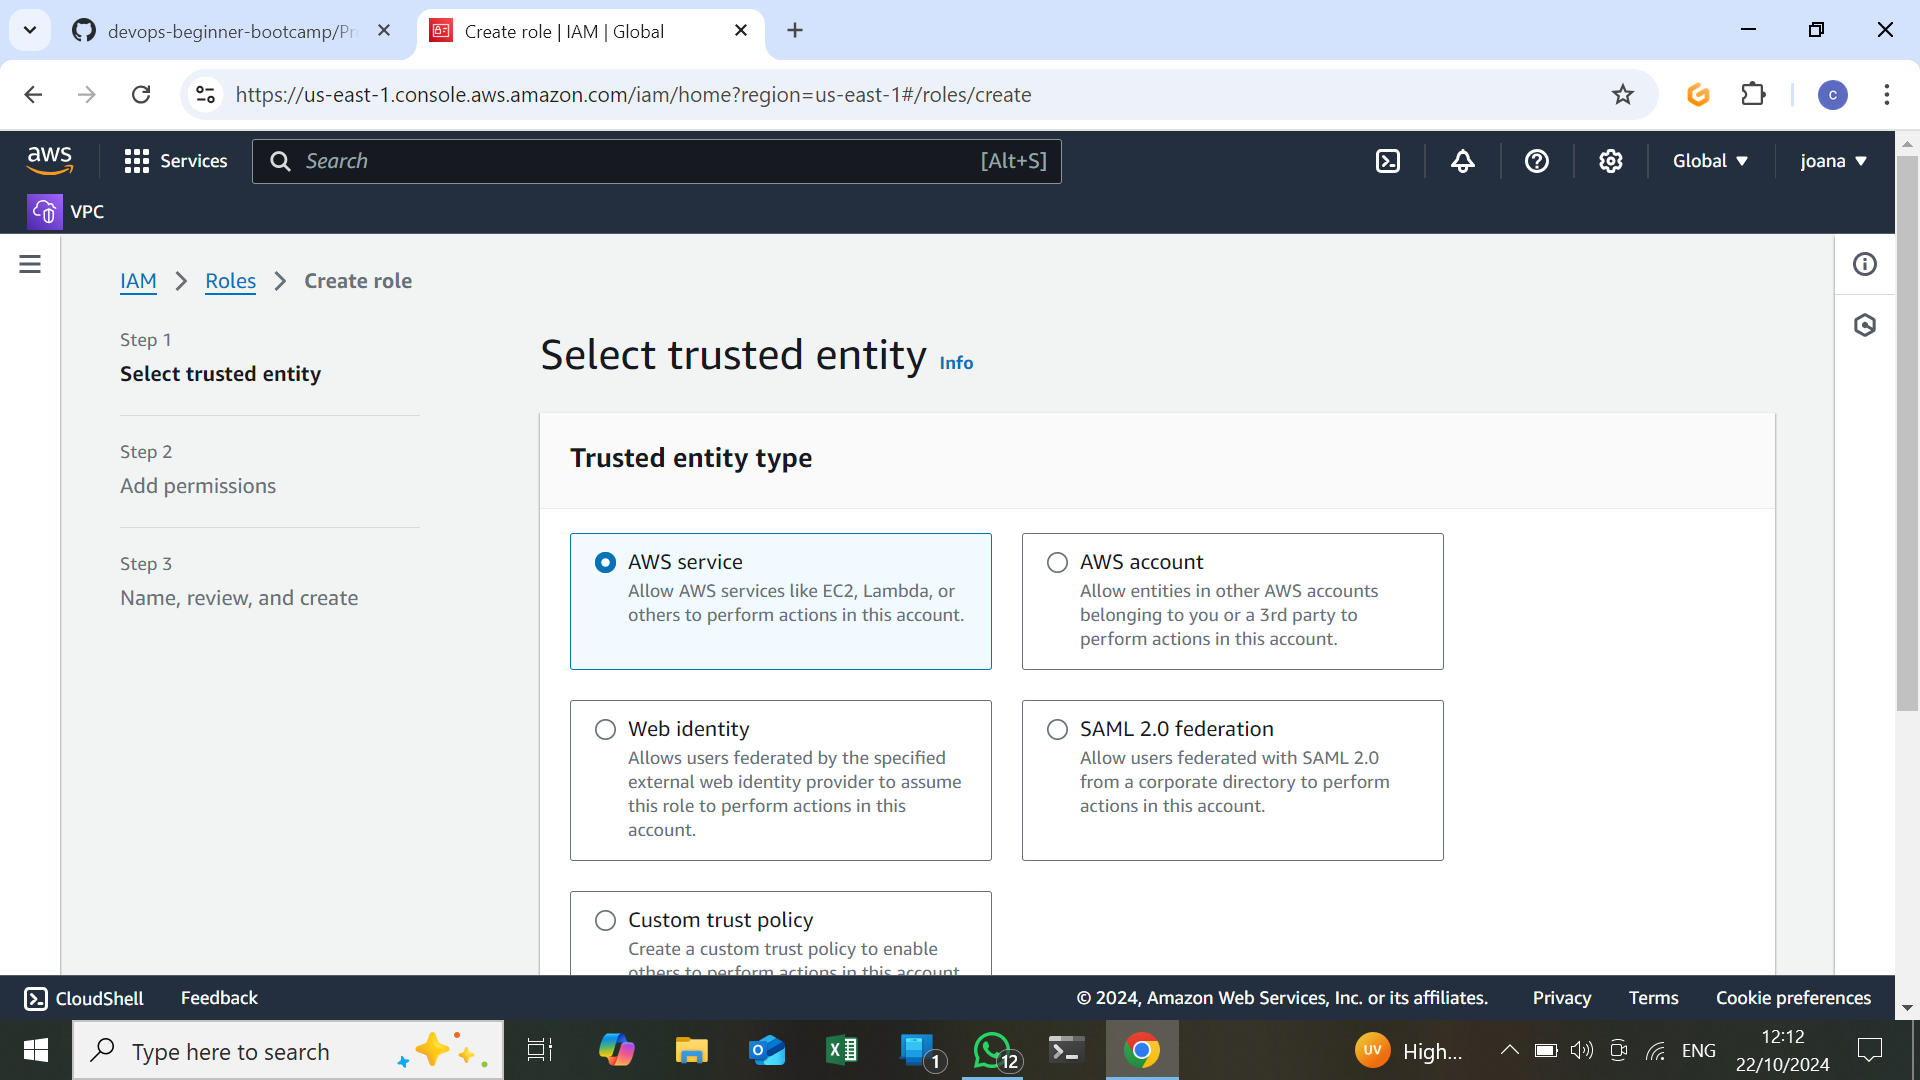 devops-beginner-bootcamp/Pr
Create role | IAM | Global
https://us-east-1.console.aws.amazon.com/iam/home?region=us-east-1#/roles/create
c
aws
Services
Search
[Alt+S]
Global
joana
VPC
IAM
Roles
Create role
Step 1
Select trusted entity
Step 2
Add permissions
Step 3
Name, review, and create
Select trusted entity Info
Trusted entity type
AWS service
Allow AWS services like EC2, Lambda, or
others to perform actions in this account.
AWS account
Allow entities in other AWS accounts
belonging to you or a 3rd party to
perform actions in this account.
Web identity
Allows users federated by the specified
external web identity provider to assume
this role to perform actions in this
account.
SAML 2.0 federation
Allow users federated with SAML 2.0
from a corporate directory to perform
actions in this account.
Custom trust policy
Create a custom trust policy to enable
others to perform actions in this account
CloudShell
Feedback
© 2024, Amazon Web Services, Inc. or its affiliates.
Privacy
Terms
Cookie preferences
Type here to search
1
12
UV
High...
ENG
12:12
22/10/2024